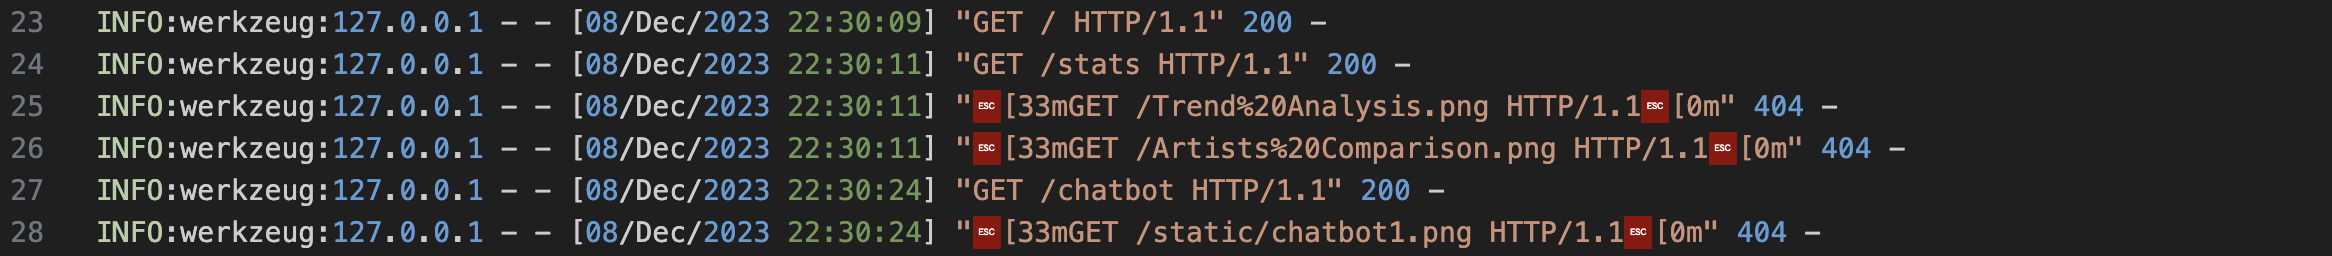 23 INFO:werkzeug:127.0.0.1 - - [08/Dec/2023 22:30:09] "GET / HTTP/1.1" 200 -
24 INFO:werkzeug:127.0.0.1 - - [08/Dec/2023 22:30:11] "GET /stats HTTP/1.1" 200 -
25 INFO:werkzeug:127.0.0.1 - - [08/Dec/2023 22:30:11] "ESC[33mGET /Trend%20Analysis.png HTTP/1.1ESC[0m" 404 -
26 INFO:werkzeug:127.0.0.1 - - [08/Dec/2023 22:30:11] "ESC[33mGET /Artists%20Comparison.png HTTP/1.1ESC[0m" 404 -
27 INFO:werkzeug:127.0.0.1 - - [08/Dec/2023 22:30:24] "GET /chatbot HTTP/1.1" 200 -
28 INFO:werkzeug:127.0.0.1 - - [08/Dec/2023 22:30:24] "ESC[33mGET /static/chatbot1.png HTTP/1.1ESC[0m" 404 -